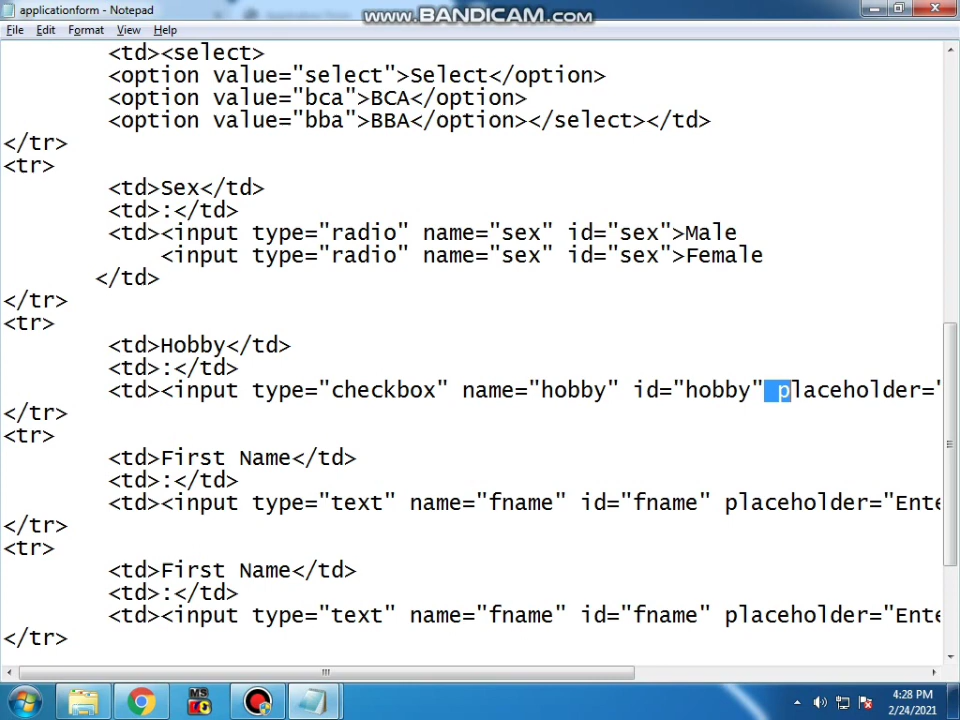 applicationform - Notepad
www.BANDICAM.com
File Edit Format View Help
<td><select>
<option value="select">Select</option>
<option value="bca">BCA</option>
<option value="bba">BBA</option></select></td>
</tr>
<tr>
<td>Sex</td>
<td>:</td>
<td><input type="radio" name="sex" id="sex">Male
<input type="radio" name="sex" id="sex">Female
</td>
</tr>
<tr>
<td>Hobby</td>
<td>:</td>
<td><input type="checkbox" name="hobby" id="hobby" placeholder="
</tr>
<tr>
<td>First Name</td>
<td>:</td>
<td><input type="text" name="fname" id="fname" placeholder="Ente
</tr>
<tr>
<td>First Name</td>
<td>:</td>
<td><input type="text" name="fname" id="fname" placeholder="Ente
</tr>
MS
4:28 PM
2/24/2021